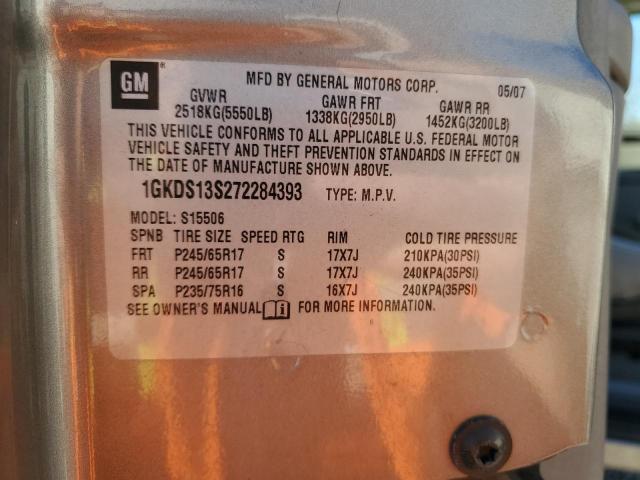 GM
MFD BY GENERAL MOTORS CORP. 05/07
GVWR GAWR FRT GAWR RR
2518KG(5550LB) 1338KG(2950LB) 1452KG(3200LB)
THIS VEHICLE CONFORMS TO ALL APPLICABLE U.S. FEDERAL MOTOR
VEHICLE SAFETY AND THEFT PREVENTION STANDARDS IN EFFECT ON
THE DATE OF MANUFACTURE SHOWN ABOVE.
1GKDS13S272284393 TYPE: M.P.V.
MODEL: S15506
SPNB TIRE SIZE SPEED RTG RIM COLD TIRE PRESSURE
FRT P245/65R17 S 17X7J 210KPA(30PSI)
RR P245/65R17 S 17X7J 240KPA(35PSI)
SPA P235/75R16 S 16X7J 240KPA(35PSI)
SEE OWNER'S MANUAL i FOR MORE INFORMATION.